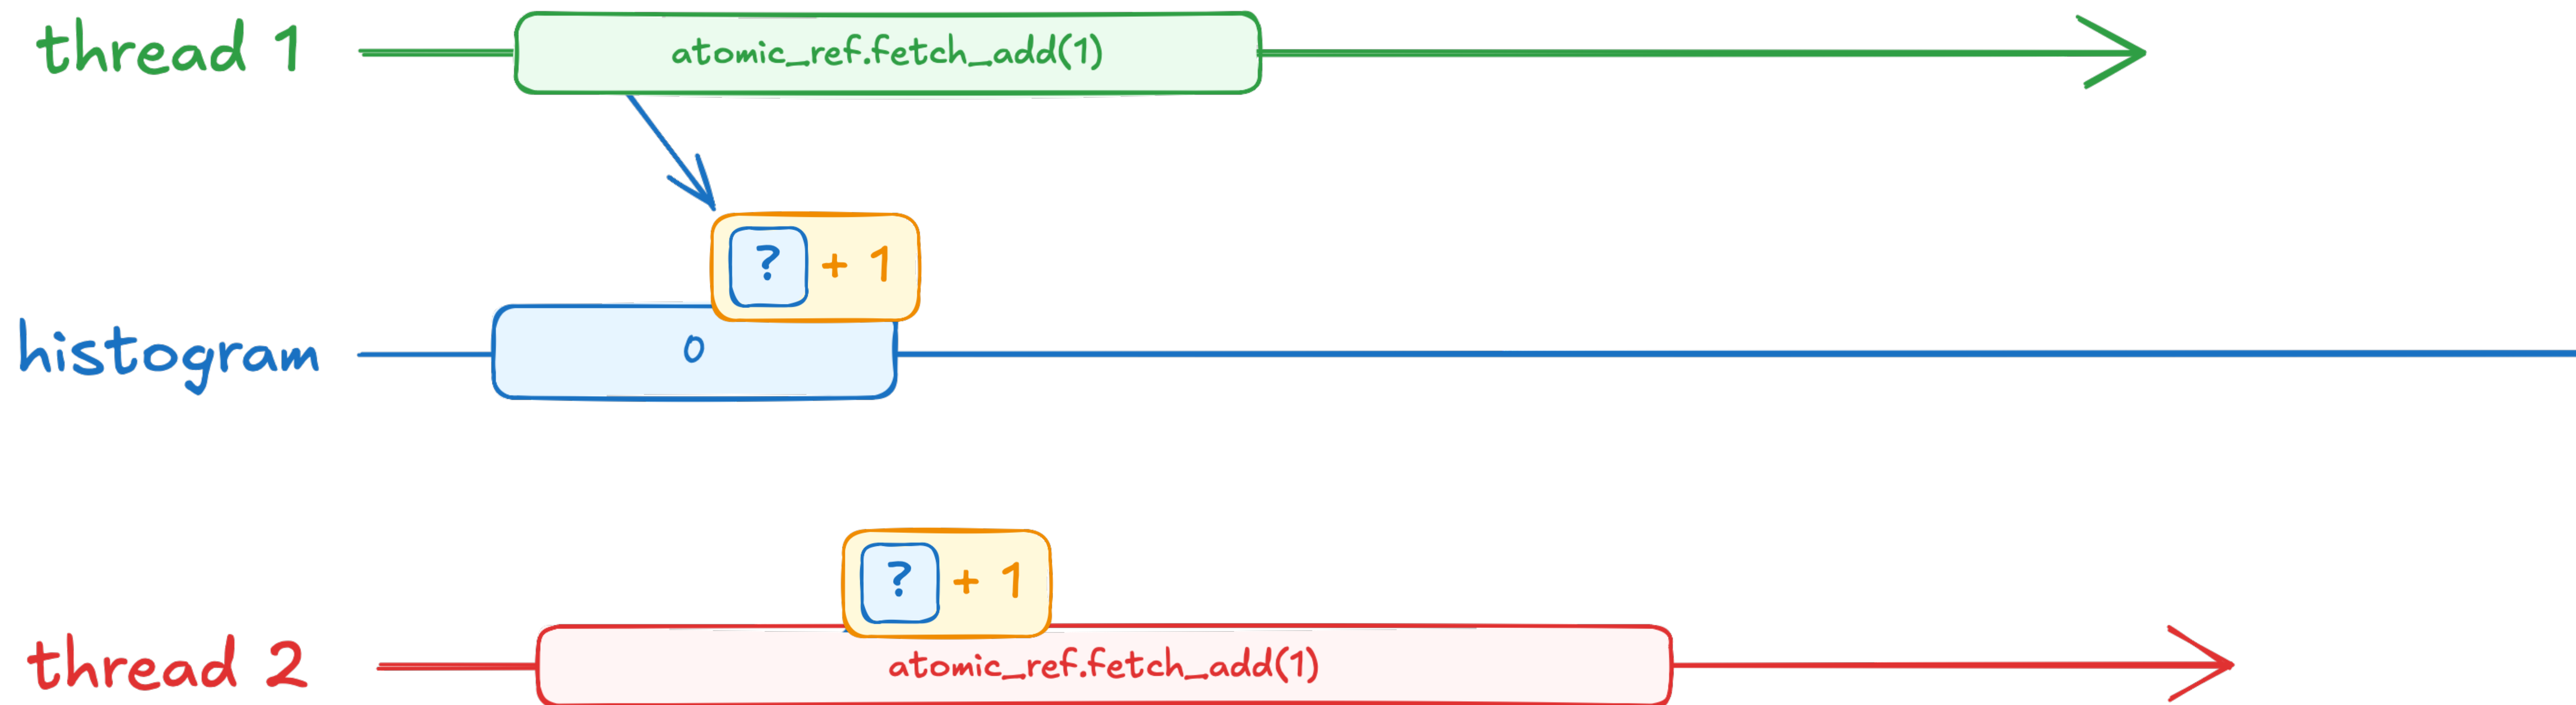 thread 1
atomic_ref.fetch_add(1)
? + 1
histogram
0
? + 1
thread 2
atomic_ref.fetch_add(1)